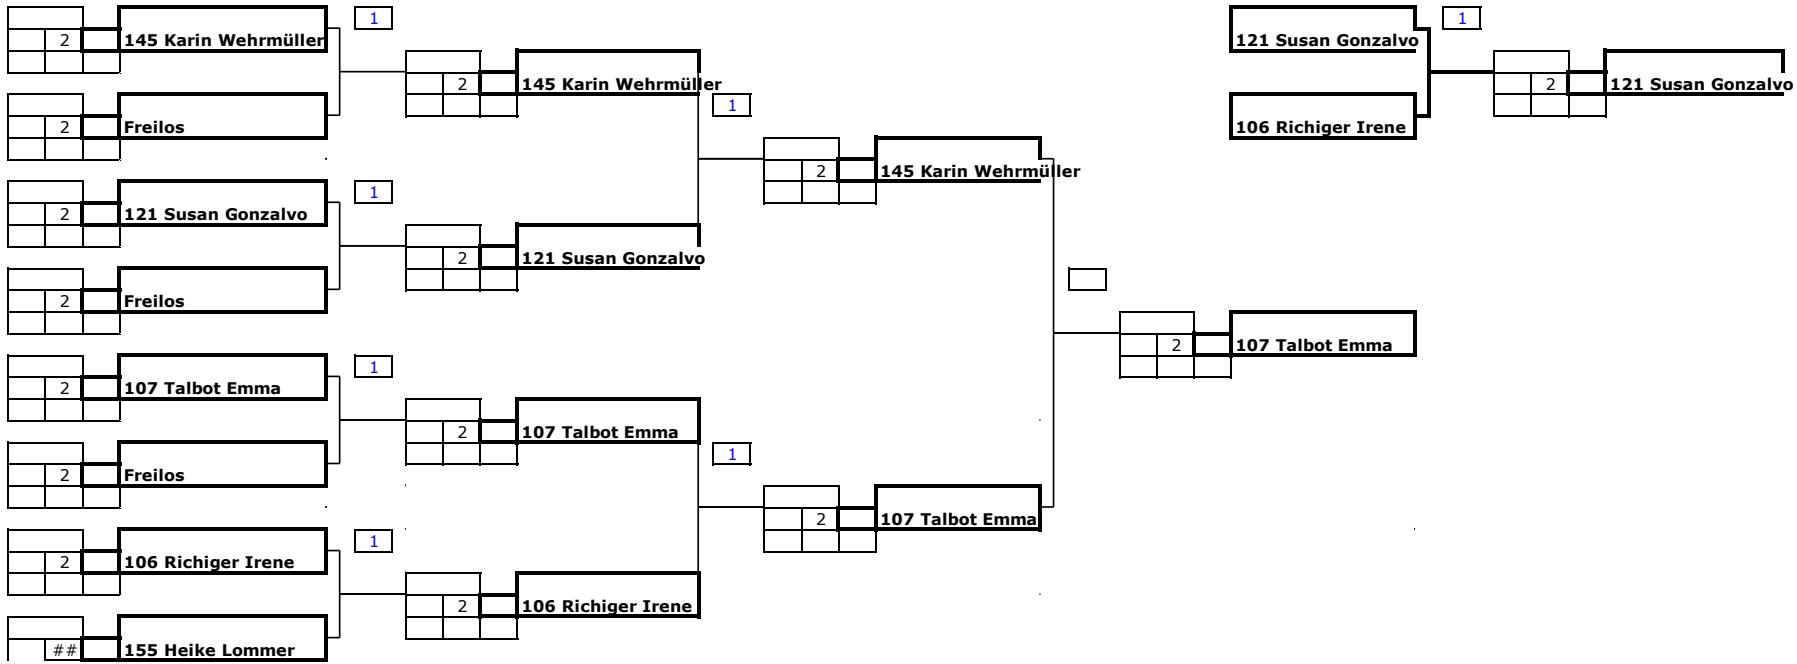 1
1
2
145 Karin Wehrmüller
121 Susan Gonzalvo
2
145 Karin Wehrmüller
2
121 Susan Gonzalvo
1
2
Freilos
106 Richiger Irene
2
145 Karin Wehrmüller
1
2
121 Susan Gonzalvo
2
121 Susan Gonzalvo
2
Freilos
2
107 Talbot Emma
1
2
107 Talbot Emma
2
107 Talbot Emma
1
2
Freilos
2
107 Talbot Emma
1
2
106 Richiger Irene
2
106 Richiger Irene
##
155 Heike Lommer